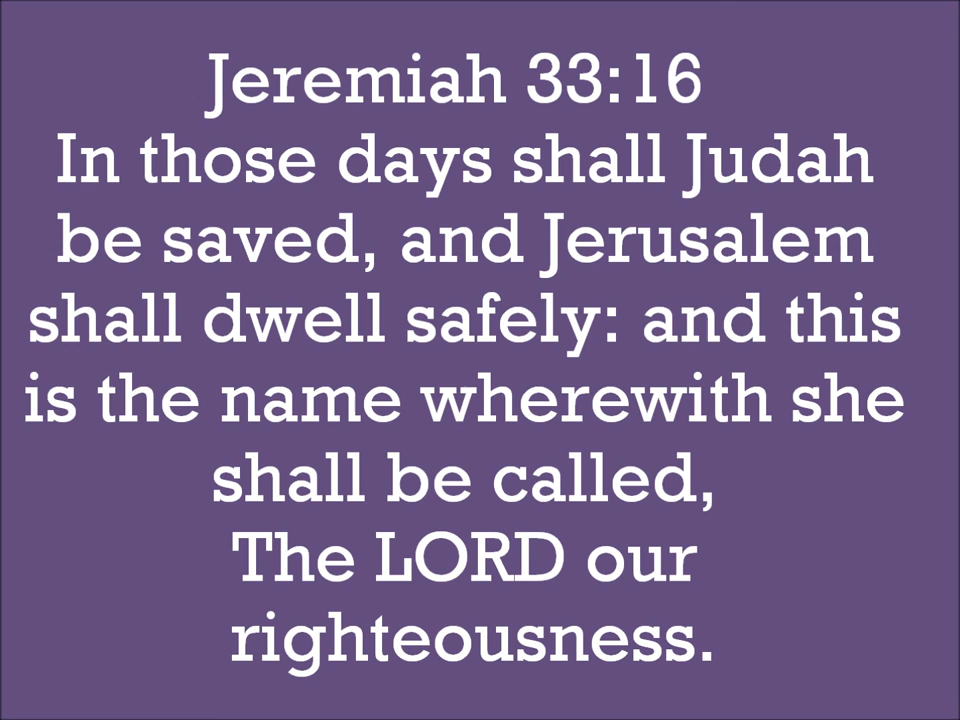 Jeremiah 33:16
In those days shall Judah
be saved, and Jerusalem
shall dwell safely: and this
is the name wherewith she
shall be called,
The LORD our
righteousness.